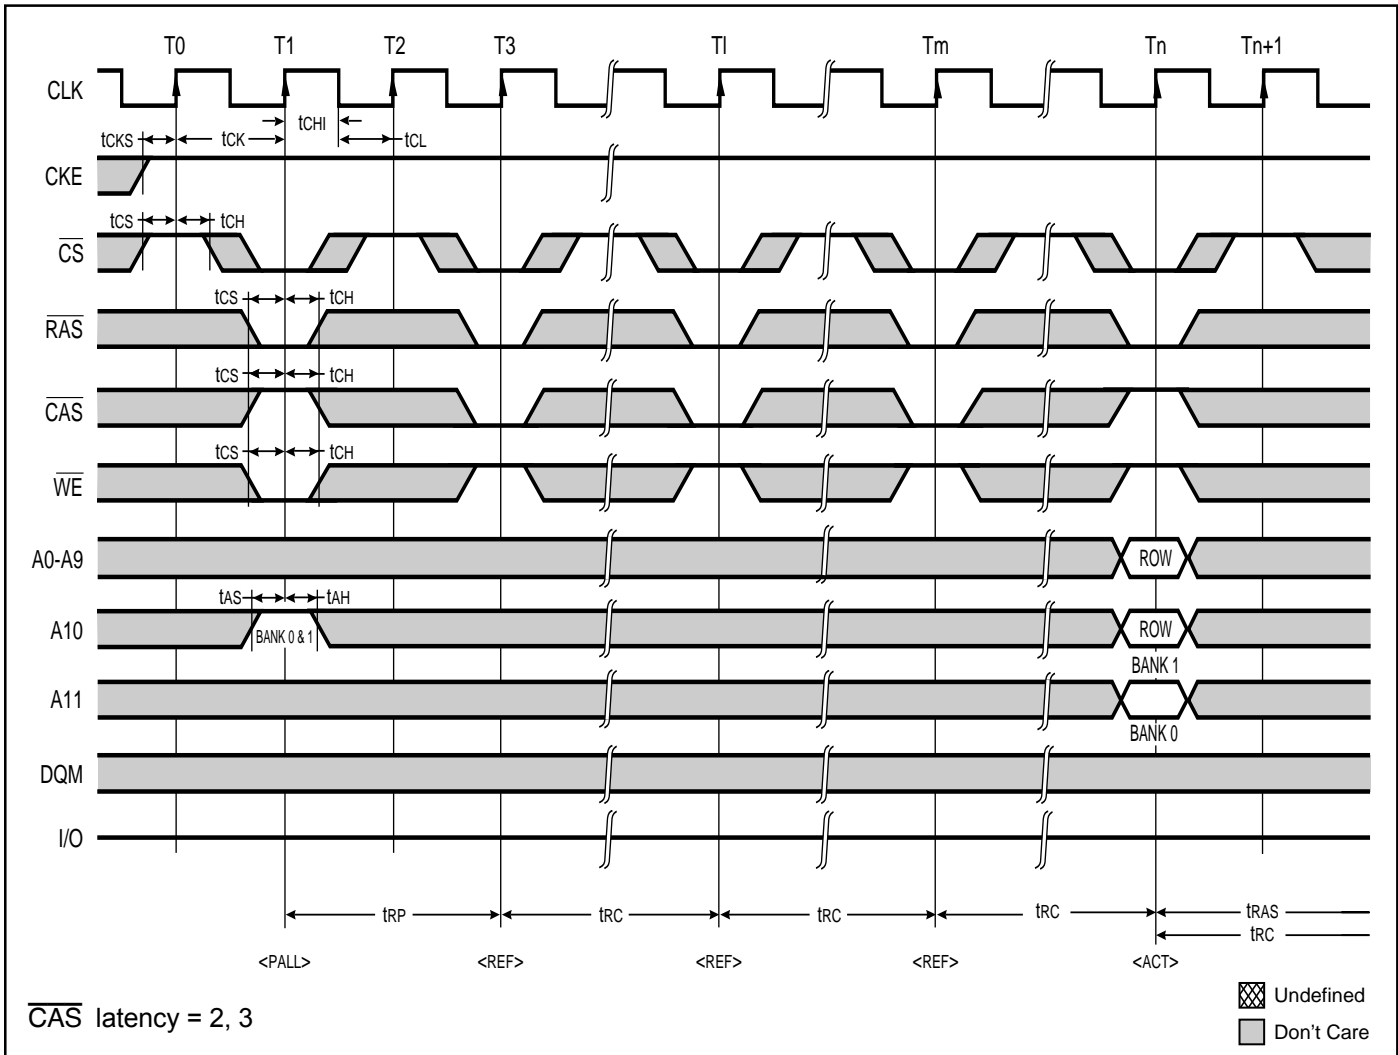 T0 T1 T2 T3 Tl Tm Tn Tn+1
CLK
tCHI
tCKS tCK tCL
CKE
tCS tCH
CS
tCS tCH
RAS
tCS tCH
CAS
tCS tCH
WE
A0-A9 ROW
tAS tAH
A10 BANK 0 & 1 ROW
BANK 1
A11
BANK 0
DQM
I/O
tRP tRC tRC tRC tRAS
tRC
<PALL> <REF> <REF> <REF> <ACT>
Undefined
CAS latency = 2, 3
Don't Care